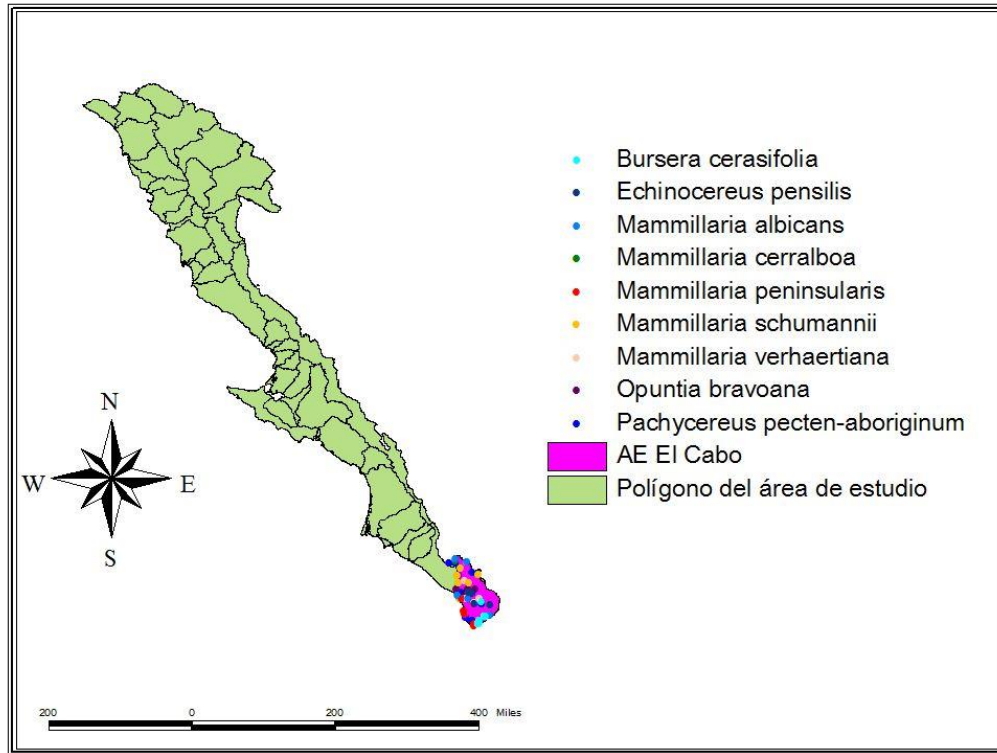 Bursera cerasifolia
Echinocereus pensilis
Mammillaria albicans
Mammillaria cerralboa
Mammillaria peninsularis
Mammillaria schumannii
Mammillaria verhaertiana
Opuntia bravoana
Pachycereus pecten-aboriginum
AE El Cabo
Polígono del área de estudio
N
W E
S
200 0 200 400 Miles